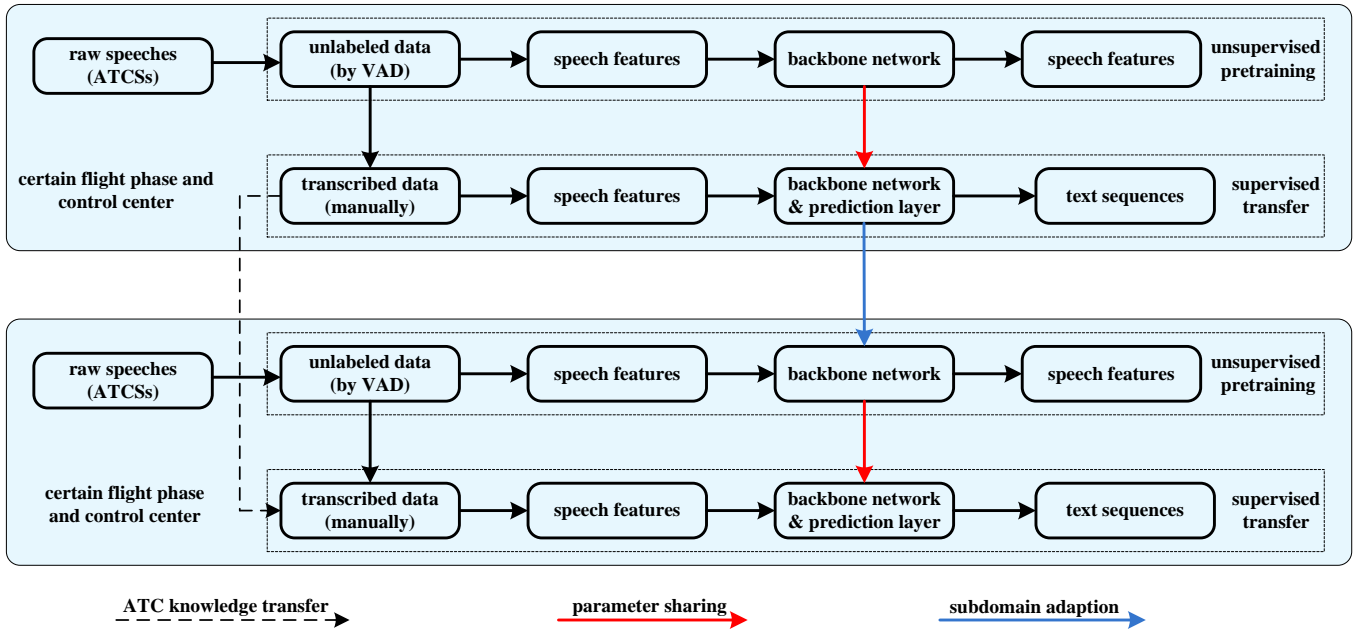 raw speeches
(ATCSs)
unlabeled data
(by VAD)
speech features
backbone network
speech features
unsupervised
pretraining
certain flight phase and
control center
transcribed data
(manually)
speech features
backbone network
& prediction layer
text sequences
supervised
transfer
raw speeches
(ATCSs)
unlabeled data
(by VAD)
speech features
backbone network
speech features
unsupervised
pretraining
certain flight phase
and control center
transcribed data
(manually)
speech features
backbone network
& prediction layer
text sequences
supervised
transfer
ATC knowledge transfer
parameter sharing
subdomain adaption